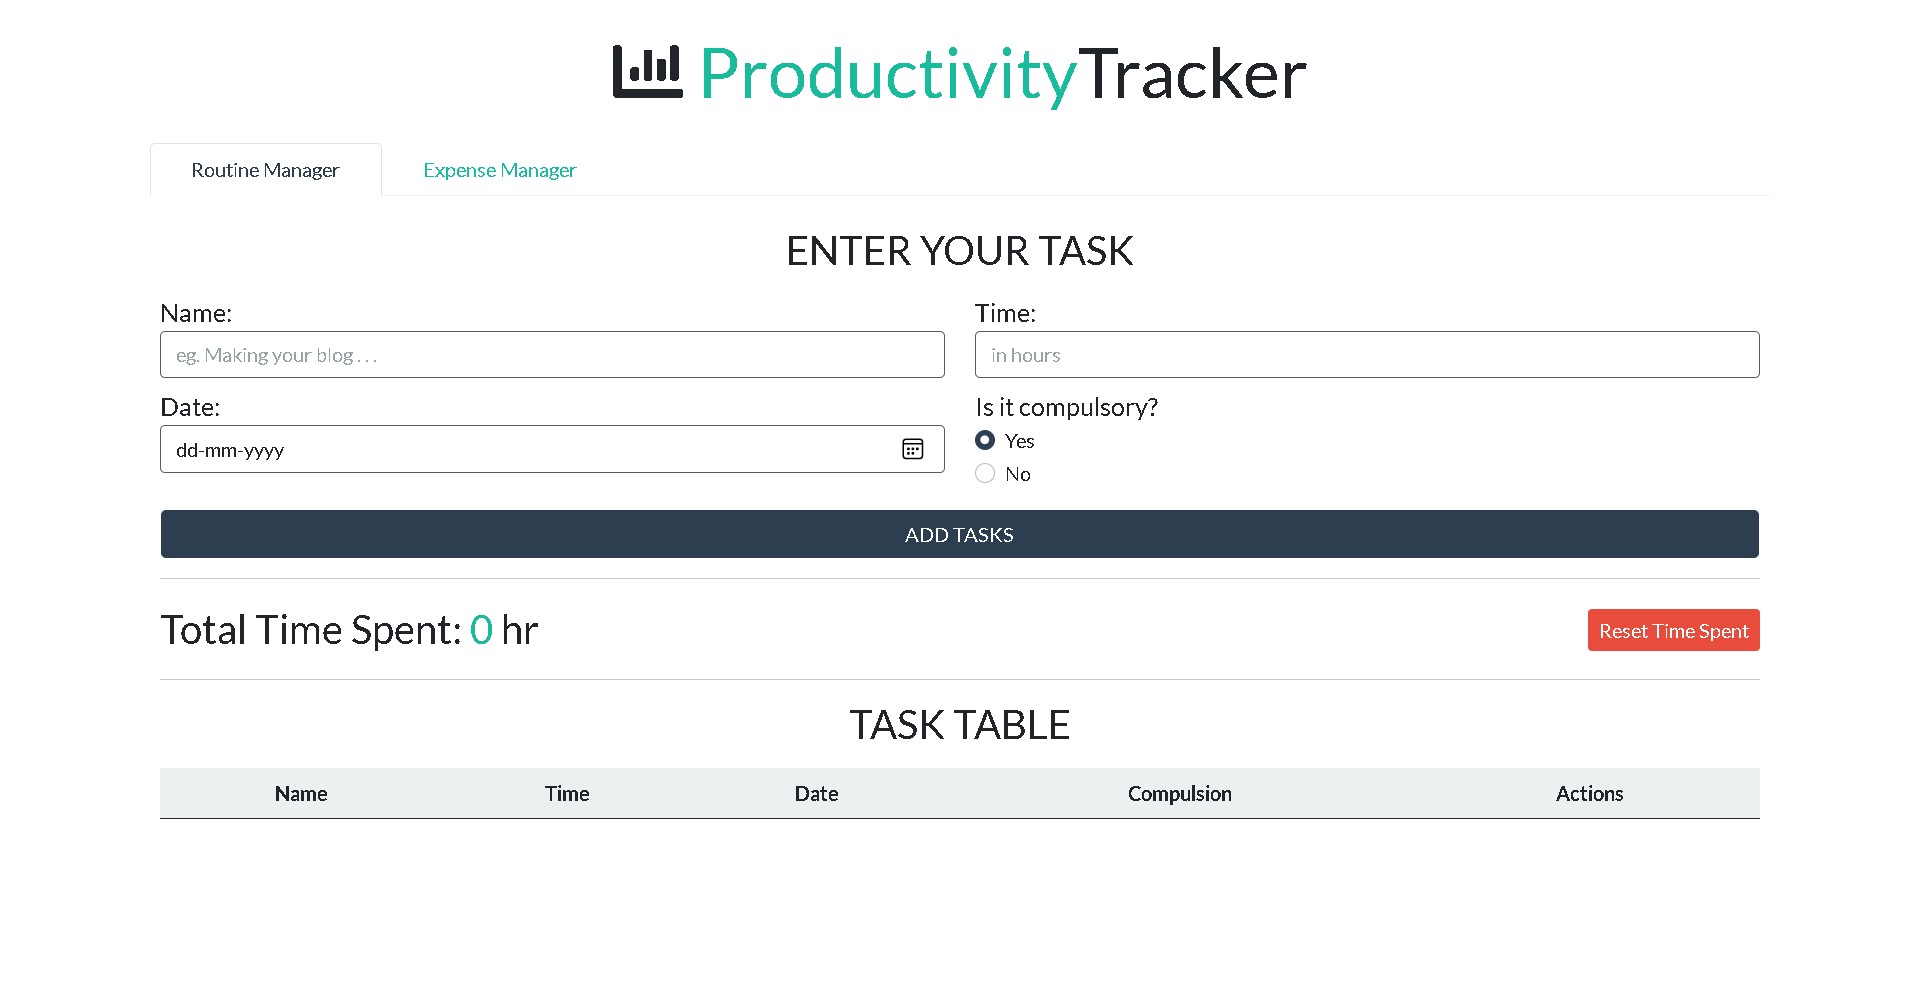 ProductivityTracker
Routine Manager Expense Manager
ENTER YOUR TASK
Name: Time:
eg. Making your blog . . . in hours
Date: Is it compulsory?
dd-mm-yyyy Yes
No
ADD TASKS
Total Time Spent: 0 hr Reset Time Spent
TASK TABLE
Name Time Date Compulsion Actions